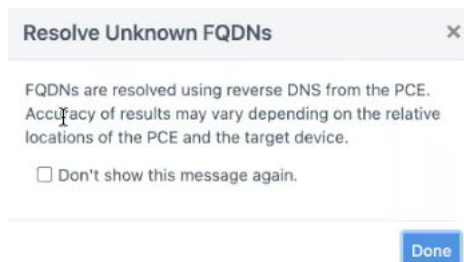 Resolve Unknown FQDNs
FQDNs are resolved using reverse DNS from the PCE.
Accuracy of results may vary depending on the relative
locations of the PCE and the target device.
Don't show this message again.
Done